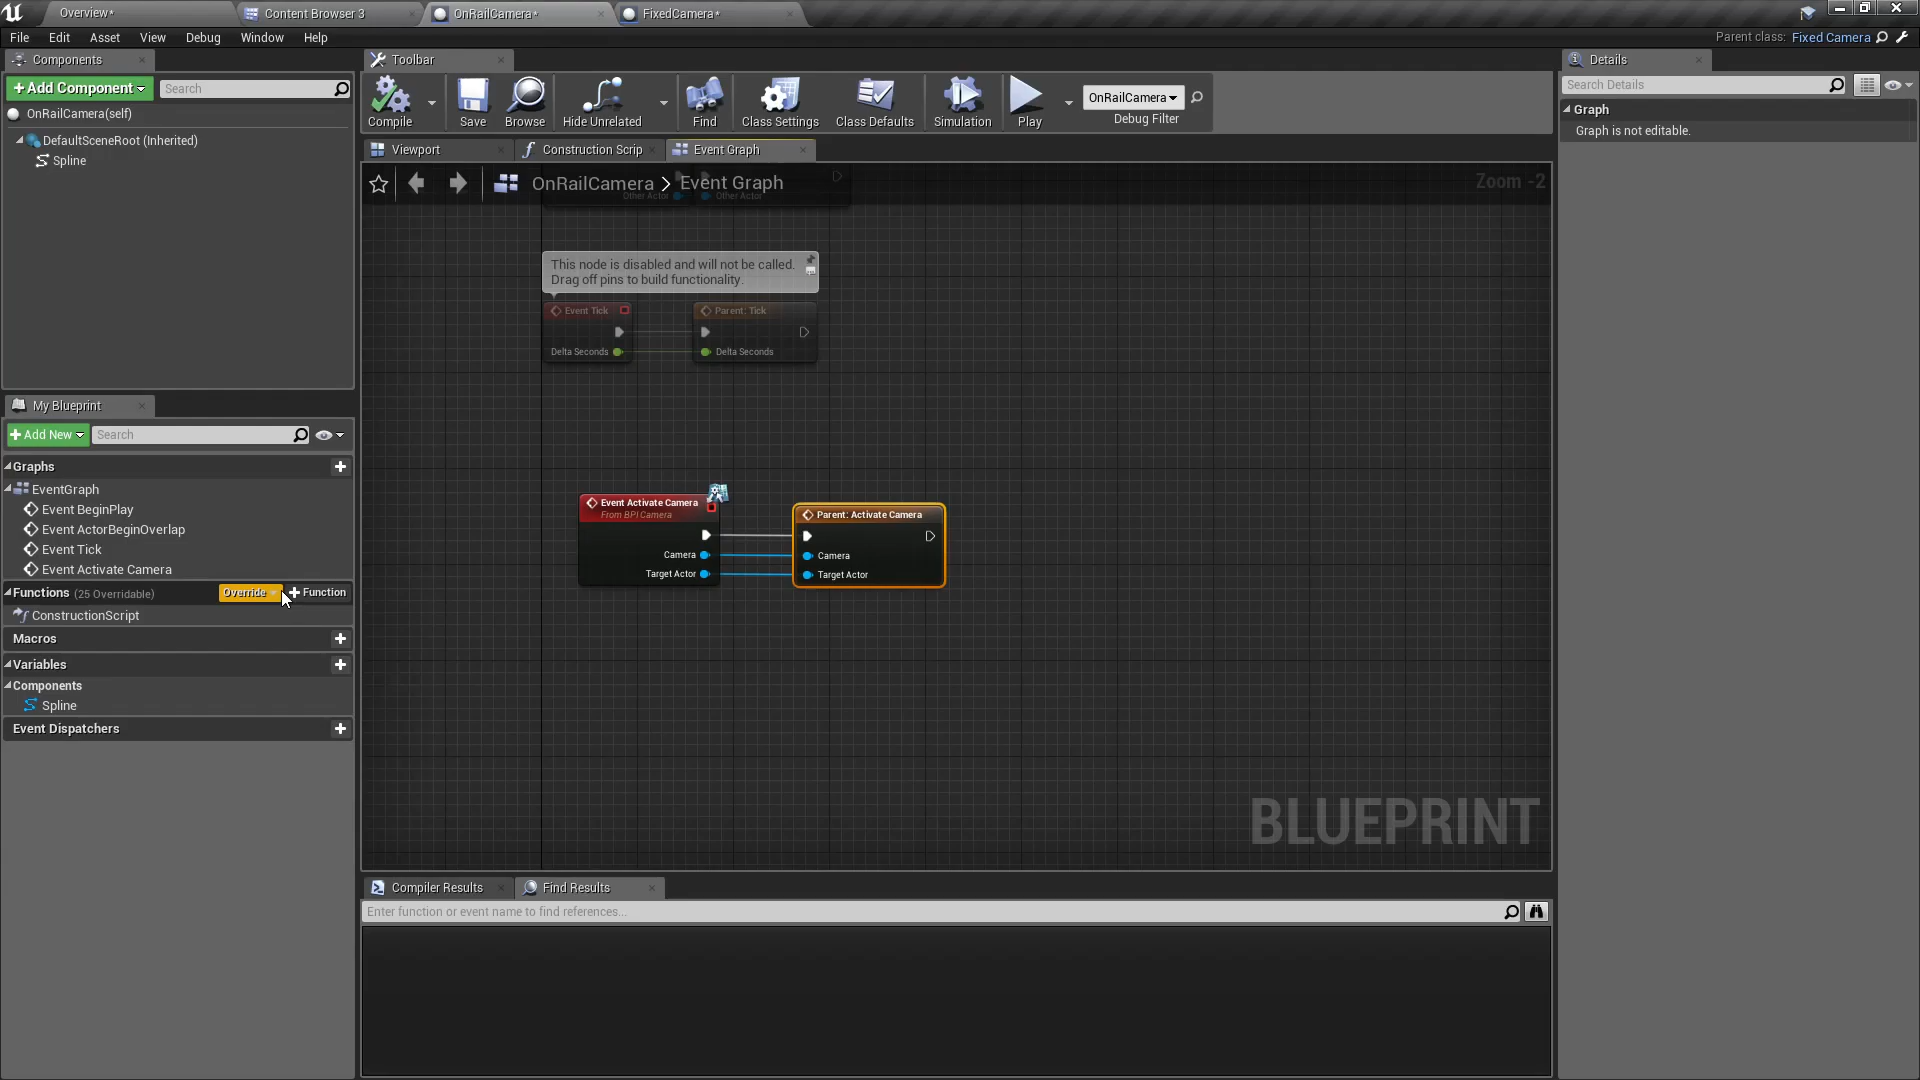 Overview*
Content Browser 3
OnRailCamera*
FixedCamera*
File Edit Asset View Debug Window Help
Parent class: Fixed Camera
Components
+Add Component
Search
OnRailCamera(self)
DefaultSceneRoot (Inherited)
Spline
My Blueprint
+Add New
Search
Graphs
EventGraph
Event BeginPlay
Event ActorBeginOverlap
Event Tick
Event Activate Camera
Functions (25 Overridable)
Override
+ Function
ConstructionScript
Macros
Variables
Components
Spline
Event Dispatchers
Toolbar
Compile
Save
Browse
Hide Unrelated
Find
Class Settings
Class Defaults
Simulation
Play
OnRailCamera
Debug Filter
Viewport
Construction Scrip
Event Graph
OnRailCamera > Event Graph
Zoom -2
Other Actor
Other Actor
This node is disabled and will not be called.
Drag off pins to build functionality.
Event Tick
Delta Seconds
Parent: Tick
Delta Seconds
Event Activate Camera
From BPI Camera
Camera
Target Actor
Parent: Activate Camera
Camera
Target Actor
BLUEPRINT
Compiler Results
Find Results
Enter function or event name to find references...
Details
Search Details
Graph
Graph is not editable.